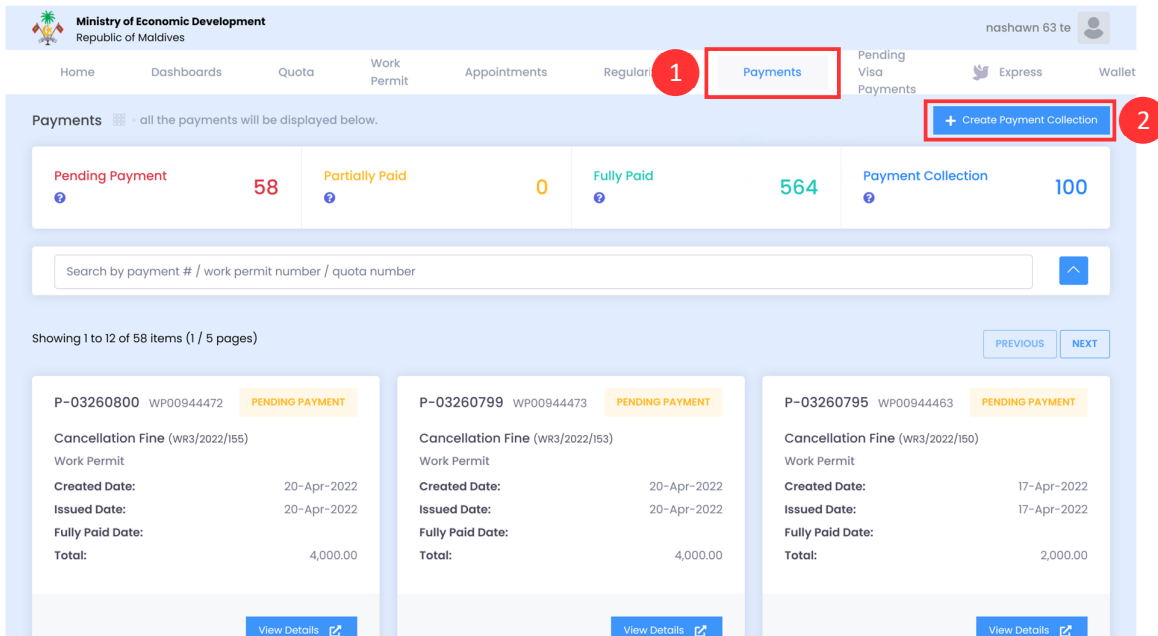 Ministry of Economic Development
Republic of Maldives
nashawn 63 te
Home
Dashboards
Quota
Work
Permit
Appointments
Regulari
1
Payments
Pending
Visa
Payments
Express
Wallet
Payments - all the payments will be displayed below.
+ Create Payment Collection
2
Pending Payment
?
58
Partially Paid
?
0
Fully Paid
?
564
Payment Collection
?
100
Search by payment # / work permit number / quota number
Showing 1 to 12 of 58 items (1 / 5 pages)
PREVIOUS
NEXT
P-03260800 WP00944472 PENDING PAYMENT
Cancellation Fine (WR3/2022/155)
Work Permit
Created Date: 20-Apr-2022
Issued Date: 20-Apr-2022
Fully Paid Date:
Total: 4,000.00
View Details
P-03260799 WP00944473 PENDING PAYMENT
Cancellation Fine (WR3/2022/153)
Work Permit
Created Date: 20-Apr-2022
Issued Date: 20-Apr-2022
Fully Paid Date:
Total: 4,000.00
View Details
P-03260795 WP00944463 PENDING PAYMENT
Cancellation Fine (WR3/2022/150)
Work Permit
Created Date: 17-Apr-2022
Issued Date: 17-Apr-2022
Fully Paid Date:
Total: 2,000.00
View Details